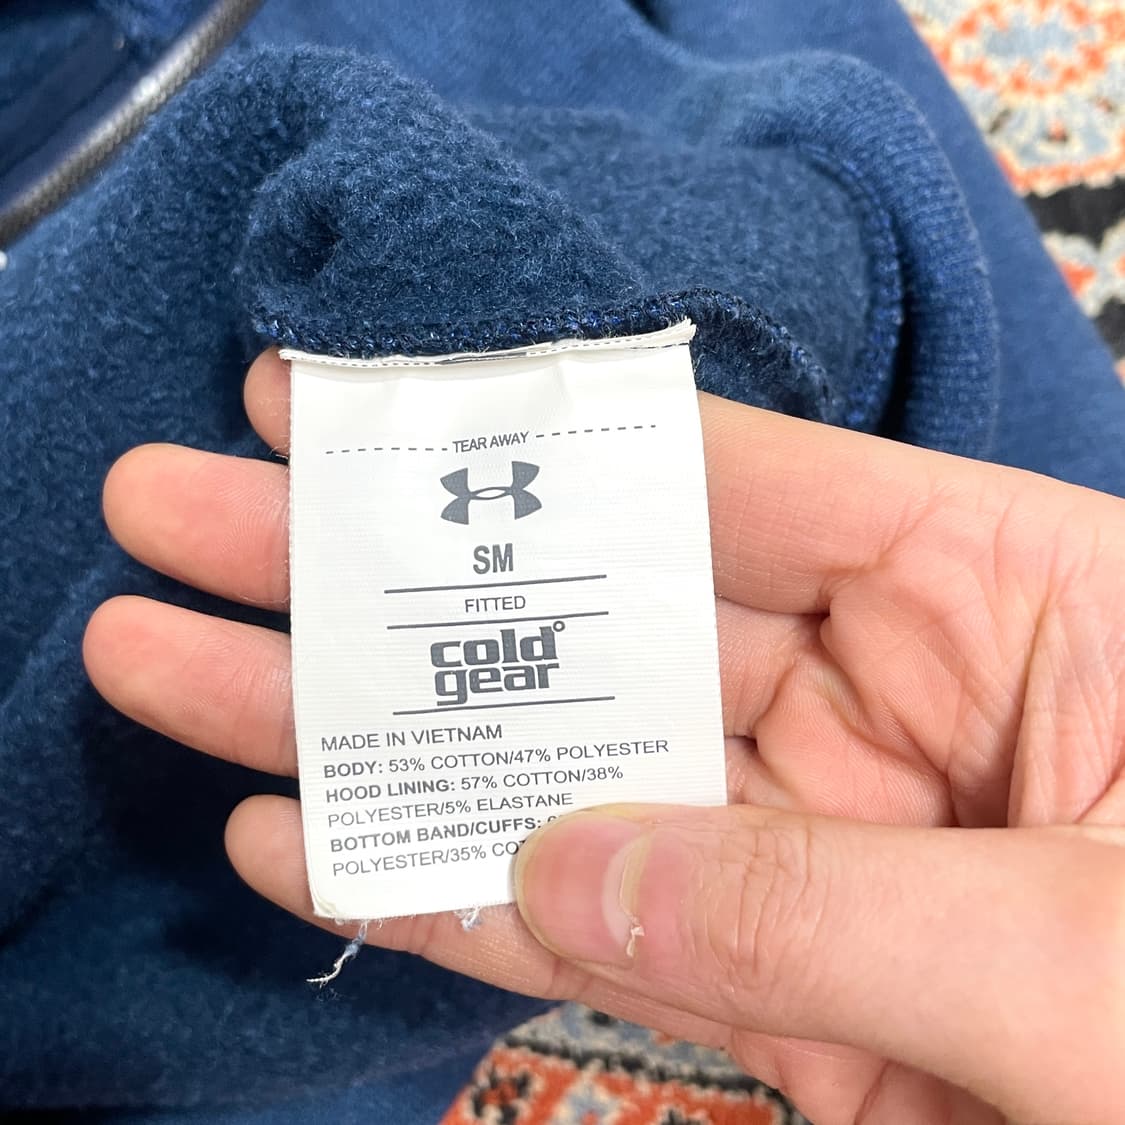 TEAR AWAY
SM
FITTED
cold°
gear
MADE IN VIETNAM
BODY: 53% COTTON/47% POLYESTER
HOOD LINING: 57% COTTON/38%
POLYESTER/5% ELASTANE
BOTTOM BAND/CUFFS:
POLYESTER/35%